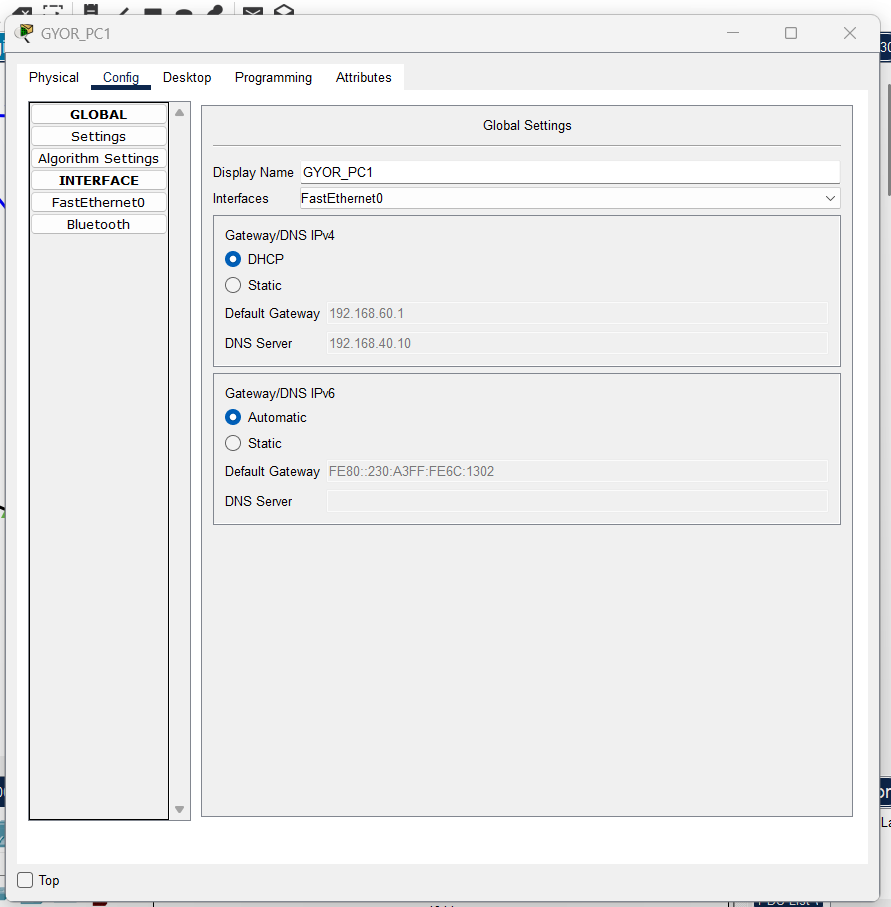 GYOR_PC1
Physical Config Desktop Programming Attributes
GLOBAL
Settings
Algorithm Settings
INTERFACE
FastEthernet0
Bluetooth
Global Settings
Display Name GYOR_PC1
Interfaces FastEthernet0
Gateway/DNS IPv4
DHCP
Static
Default Gateway 192.168.60.1
DNS Server 192.168.40.10
Gateway/DNS IPv6
Automatic
Static
Default Gateway FE80::230:A3FF:FE6C:1302
DNS Server
Top